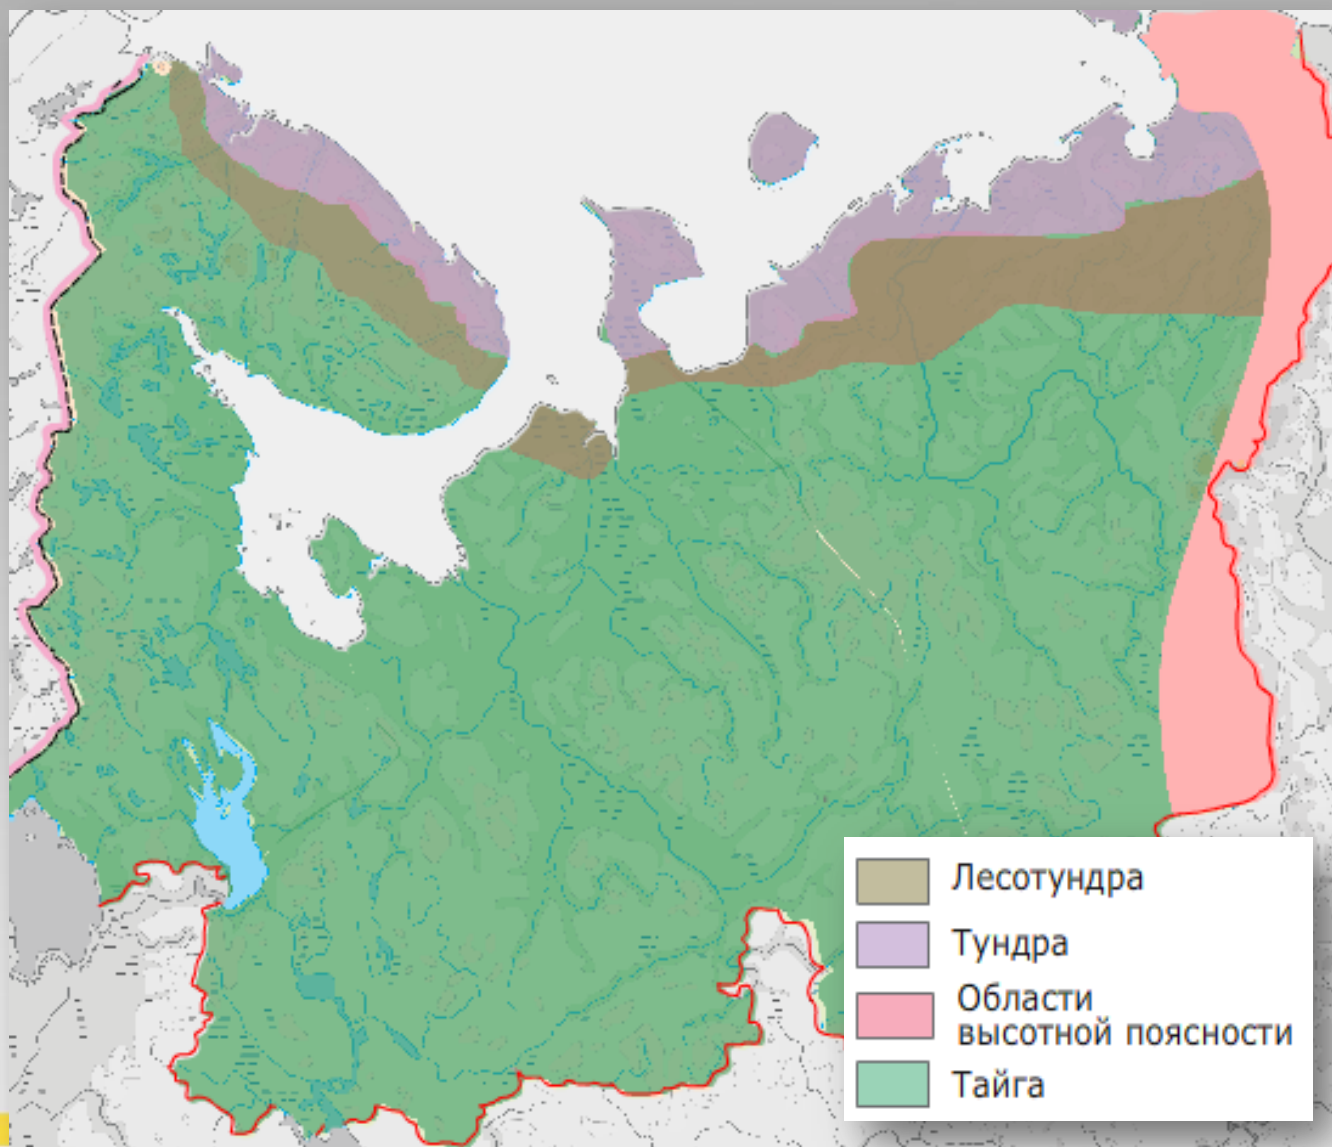 Лесотундра
Тундра
Области
высотной поясности
Тайга